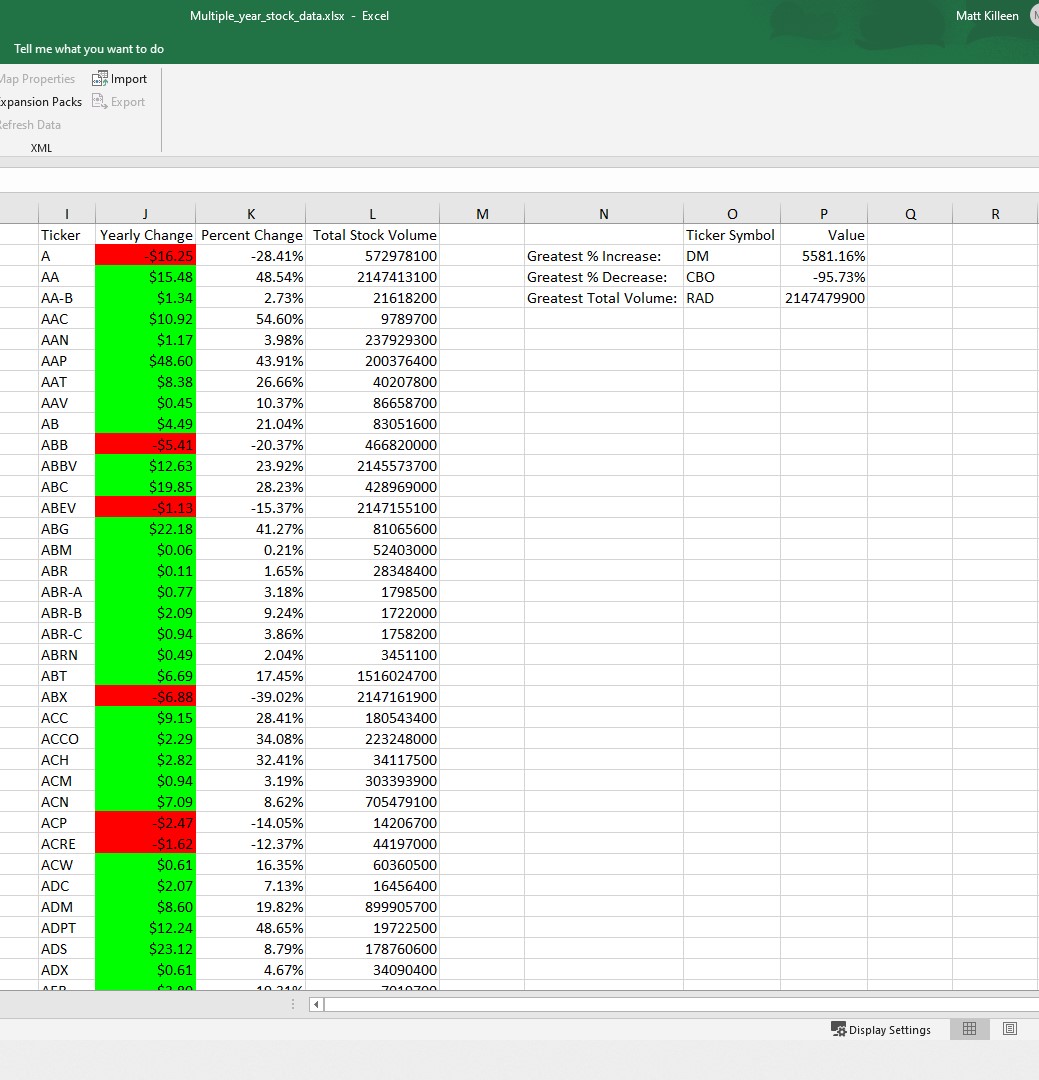 Multiple_year_stock_data.xlsx - Excel
Matt Killeen
Tell me what you want to do
Map Properties
Import
Expansion Packs
Export
Refresh Data
XML
I J K L M N O P Q R
Ticker Yearly Change Percent Change Total Stock Volume Ticker Symbol Value
A -$16.25 -28.41% 572978100 Greatest % Increase: DM 5581.16%
AA $15.48 48.54% 2147413100 Greatest % Decrease: CBO -95.73%
AA-B $1.34 2.73% 21618200 Greatest Total Volume: RAD 2147479900
AAC $10.92 54.60% 9789700
AAN $1.17 3.98% 237929300
AAP $48.60 43.91% 200376400
AAT $8.38 26.66% 40207800
AAV $0.45 10.37% 86658700
AB $4.49 21.04% 83051600
ABB -$5.41 -20.37% 466820000
ABBV $12.63 23.92% 2145573700
ABC $19.85 28.23% 428969000
ABEV -$1.13 -15.37% 2147155100
ABG $22.18 41.27% 81065600
ABM $0.06 0.21% 52403000
ABR $0.11 1.65% 28348400
ABR-A $0.77 3.18% 1798500
ABR-B $2.09 9.24% 1722000
ABR-C $0.94 3.86% 1758200
ABRN $0.49 2.04% 3451100
ABT $6.69 17.45% 1516024700
ABX -$6.88 -39.02% 2147161900
ACC $9.15 28.41% 180543400
ACCO $2.29 34.08% 223248000
ACH $2.82 32.41% 34117500
ACM $0.94 3.19% 303393900
ACN $7.09 8.62% 705479100
ACP -$2.47 -14.05% 14206700
ACRE -$1.62 -12.37% 44197000
ACW $0.61 16.35% 60360500
ADC $2.07 7.13% 16456400
ADM $8.60 19.82% 899905700
ADPT $12.24 48.65% 19722500
ADS $23.12 8.79% 178760600
ADX $0.61 4.67% 34090400
Display Settings